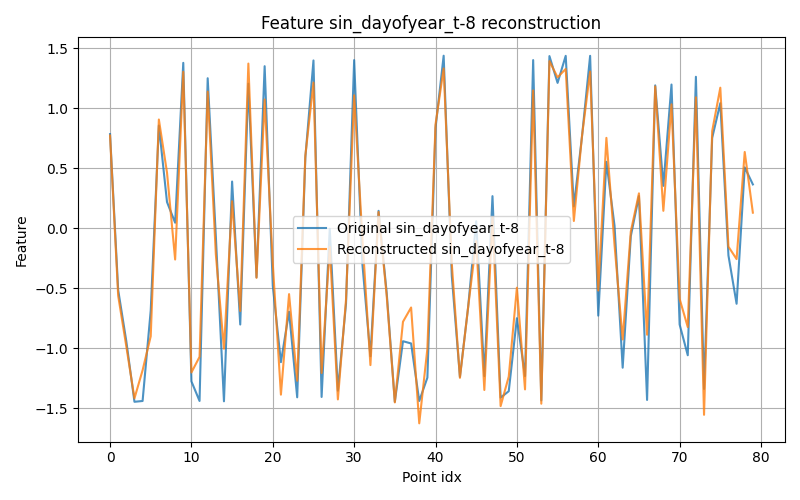 Feature sin_dayofyear_t-8 reconstruction
Feature
1.5
1.0
0.5
0.0
−0.5
−1.0
−1.5
Original sin_dayofyear_t-8
Reconstructed sin_dayofyear_t-8
0 10 20 30 40 50 60 70 80
Point idx